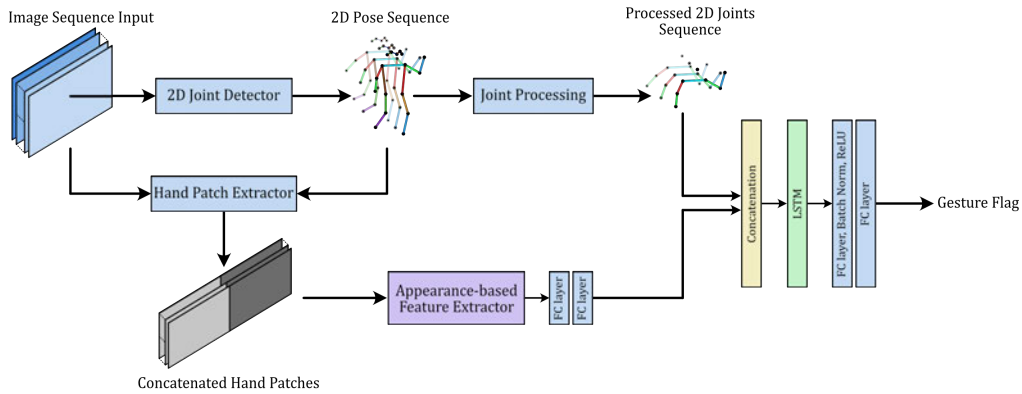 Image Sequence Input
2D Pose Sequence
Processed 2D Joints
Sequence
2D Joint Detector
Joint Processing
Hand Patch Extractor
Concatenated Hand Patches
Appearance-based
Feature Extractor
FC layer
FC layer
Concatenation
LSTM
FC layer, Batch Norm, ReLU
FC layer
Gesture Flag